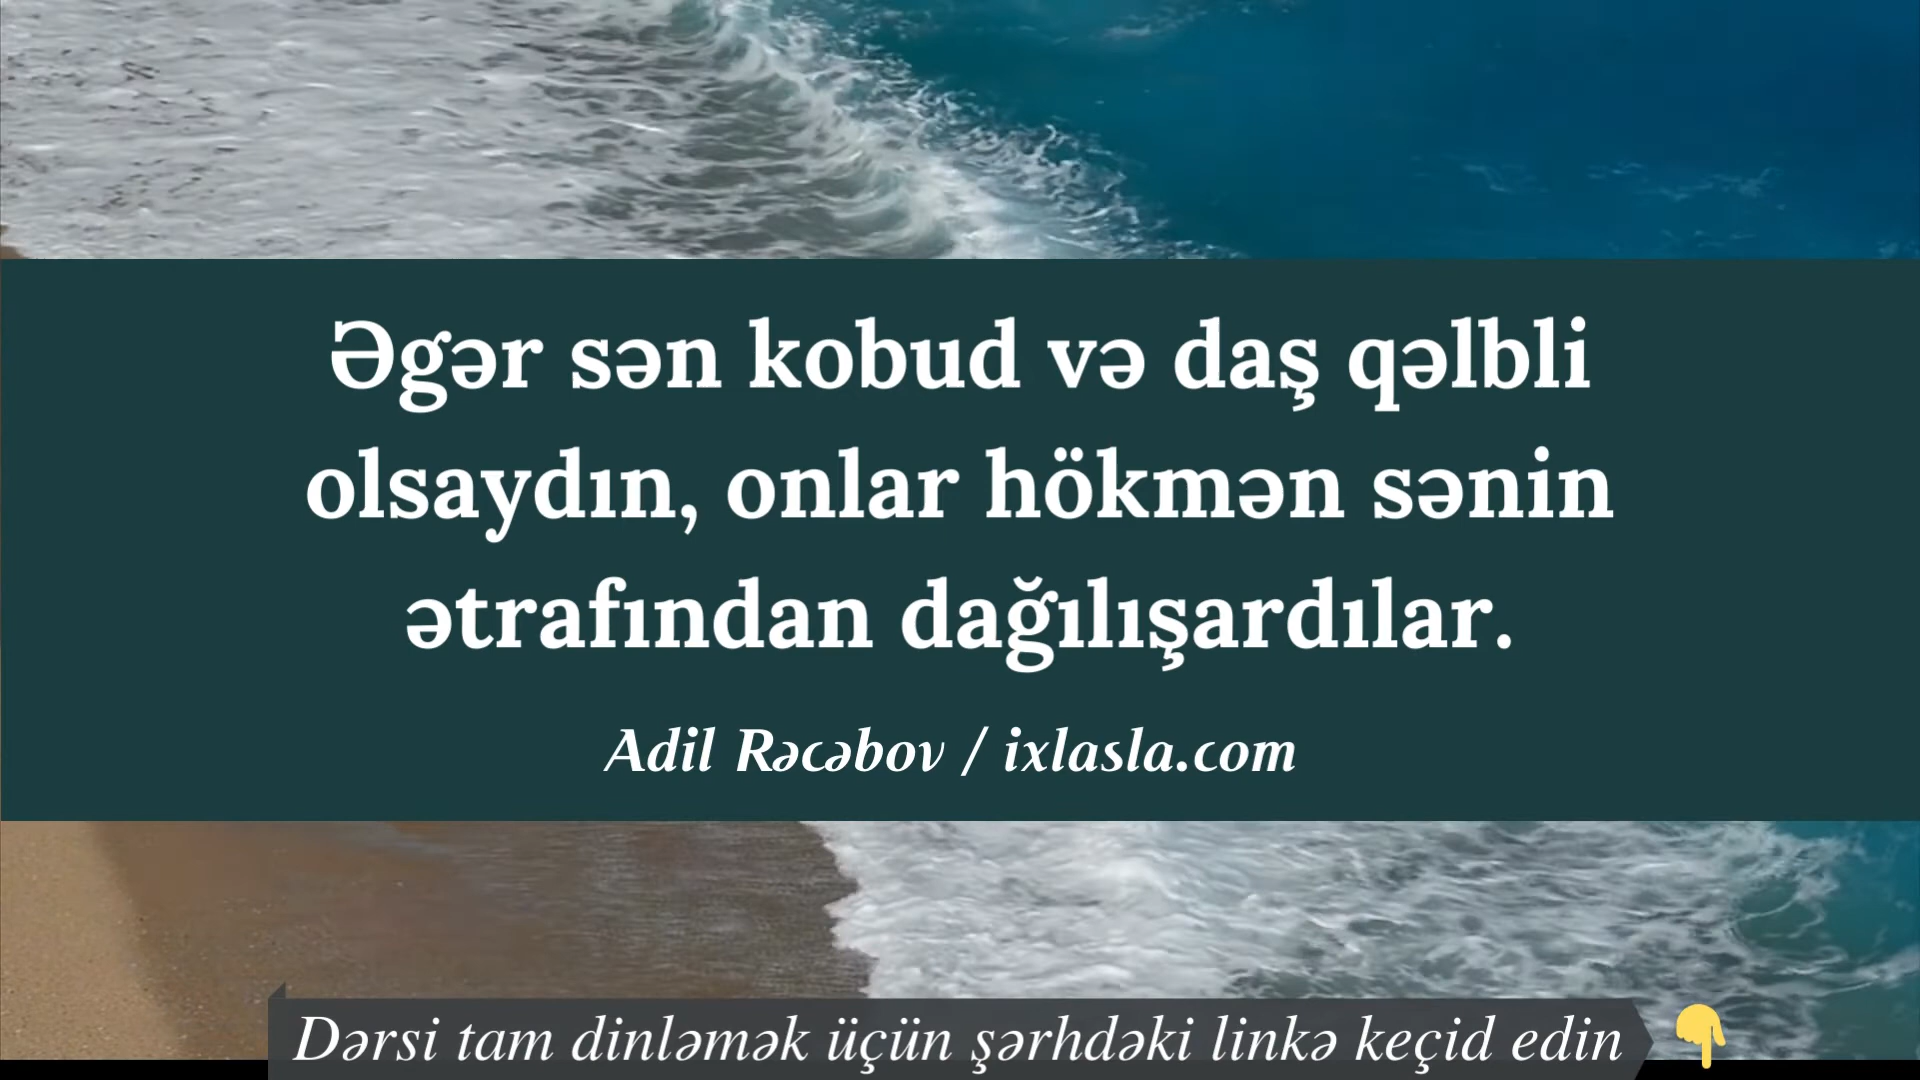 Əgər sən kobud və daş qəlbli
olsaydın, onlar hökmən sənin
ətrafından dağılışardılar.
Adil Rəcəbov / ixlasla.com
Dərsi tam dinləmək üçün şərhdəki linkə keçid edin